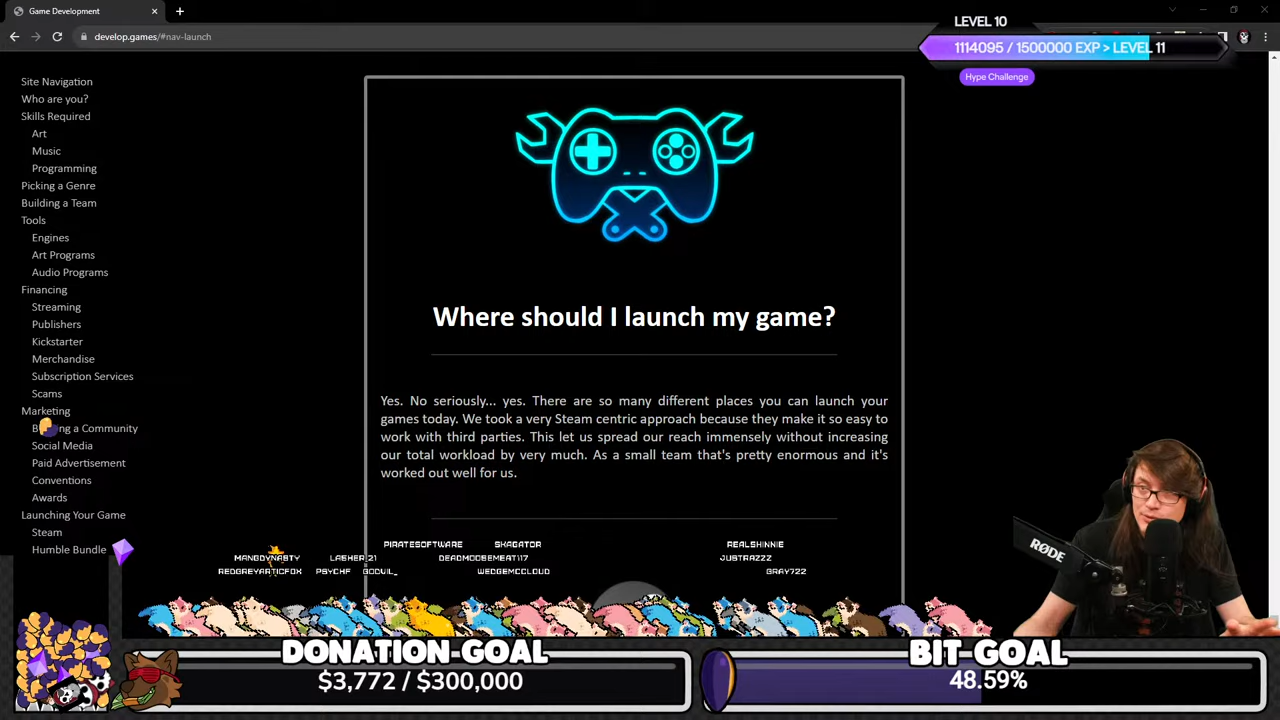 Game Development
develop.games/#nav-launch
LEVEL 10
1114095 / 1500000 EXP > LEVEL 11
Hype Challenge
Site Navigation
Who are you?
Skills Required
Art
Music
Programming
Picking a Genre
Building a Team
Tools
Engines
Art Programs
Audio Programs
Financing
Streaming
Publishers
Kickstarter
Merchandise
Subscription Services
Scams
Marketing
ng a Community
Social Media
Paid Advertisement
Conventions
Awards
Launching Your Game
Steam
Humble Bundle
Where should I launch my game?
Yes. No seriously... yes. There are so many different places you can launch your
games today. We took a very Steam centric approach because they make it so easy to
work with third parties. This let us spread our reach immensely without increasing
our total workload by very much. As a small team that's pretty enormous and it's
worked out well for us.
PIRATESOFTWARE SKAGATOR REALSHINNIE
DEADMODEEMEAT117 JUSTRAZZZ
REDGREYARTICFOX PSYCHF GODVIL_ WEDGEMCCLOUD GRAY722
RØDE
DONATION GOAL
$3,772 / $300,000
BIT GOAL
48.59%